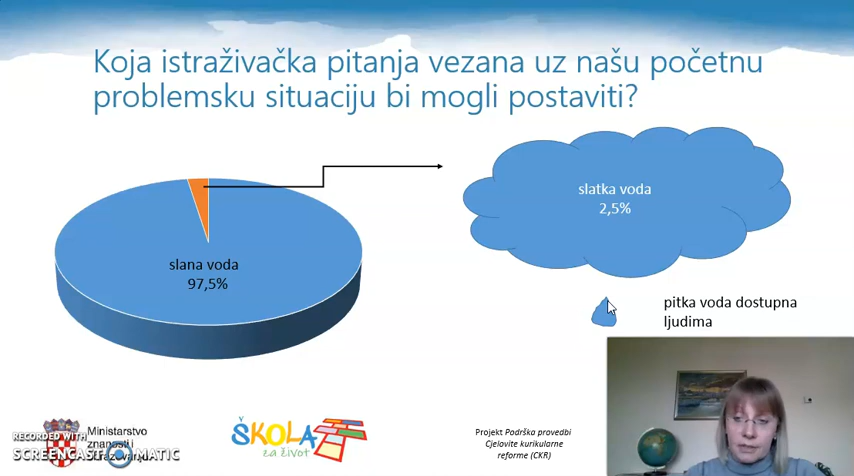 Koja istraživačka pitanja vezana uz našu početnu
problemsku situaciju bi mogli postaviti?
slatka voda
2,5%
slana voda
97,5%
pitka voda dostupna
ljudima
Ministarstvo
znanosti i
RECORDED WITH
SCREENCAST MATIC
ŠKOLA
za život
Projekt Podrška provedbi
Cjelovite kurikularne
reforme (CKR)